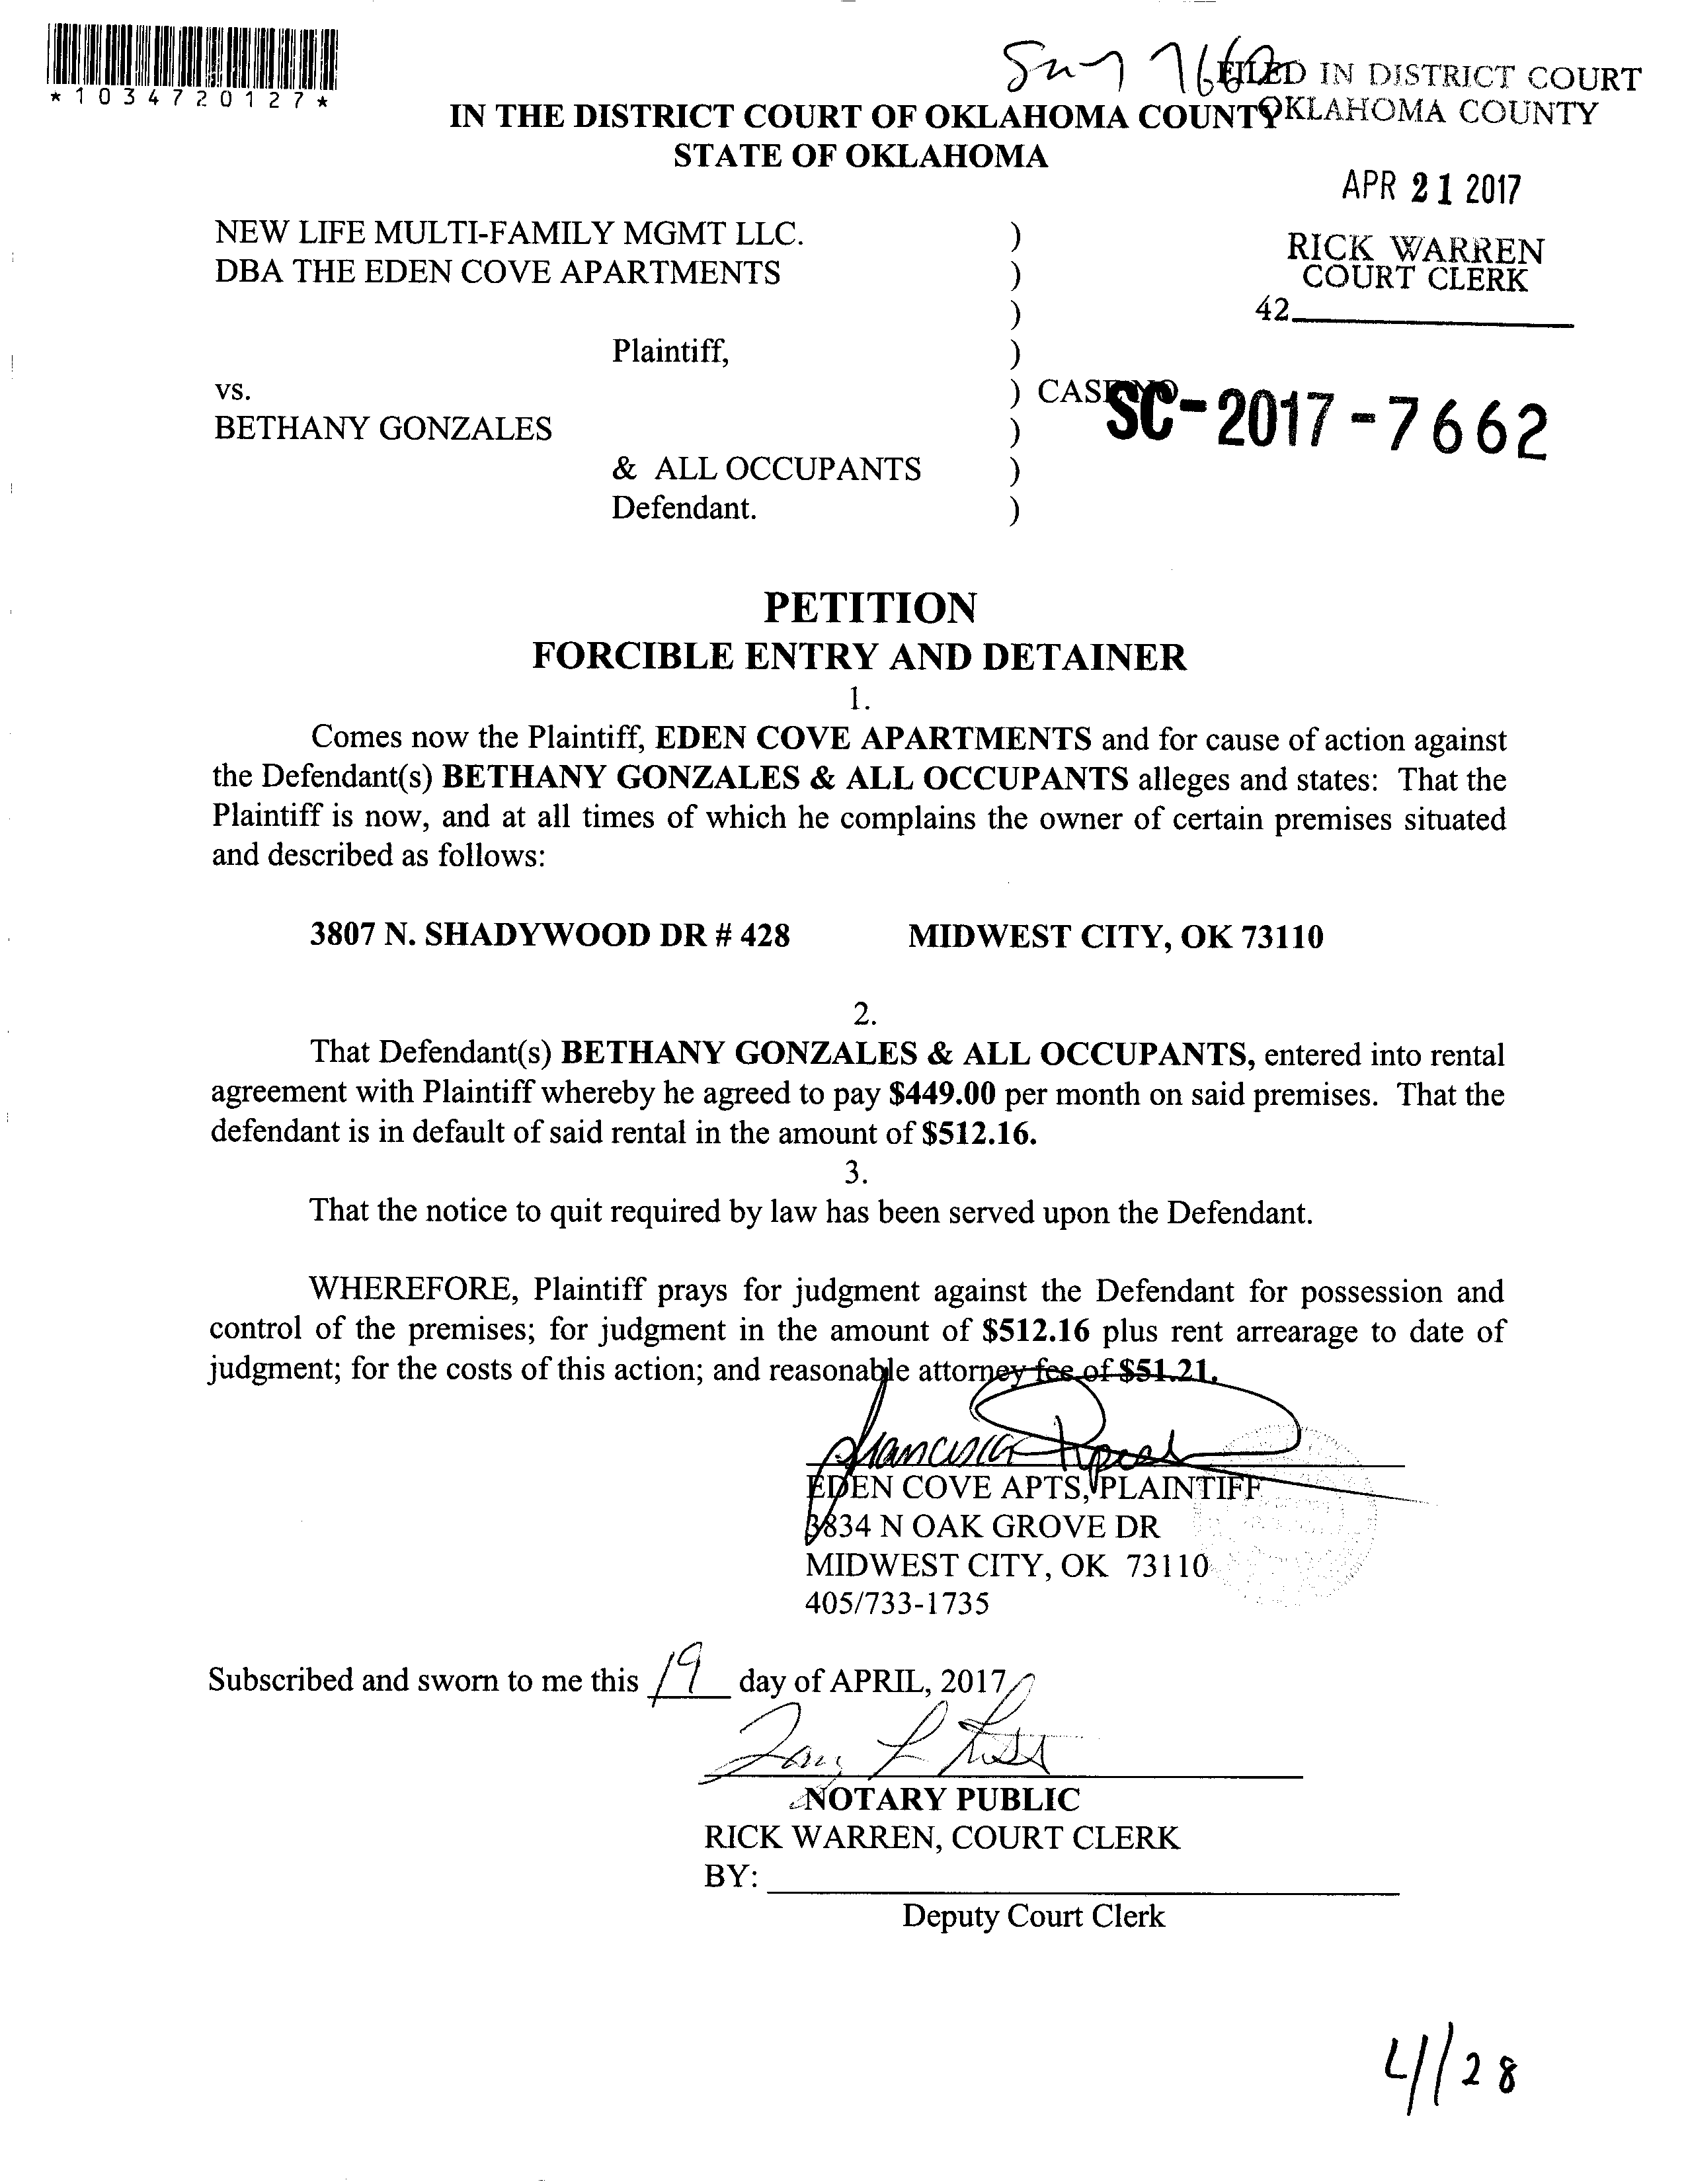 *1034720127*
FILED IN DISTRICT COURT
OKLAHOMA COUNTY
IN THE DISTRICT COURT OF OKLAHOMA COUNTY
STATE OF OKLAHOMA
APR 21 2017
RICK WARREN
COURT CLERK
42
NEW LIFE MULTI-FAMILY MGMT LLC. )
DBA THE EDEN COVE APARTMENTS )
)
Plaintiff, )
vs. ) CASE NO
SC-2017-7662
BETHANY GONZALES )
& ALL OCCUPANTS )
Defendant. )
PETITION
FORCIBLE ENTRY AND DETAINER
1.
Comes now the Plaintiff, EDEN COVE APARTMENTS and for cause of action against
the Defendant(s) BETHANY GONZALES & ALL OCCUPANTS alleges and states: That the
Plaintiff is now, and at all times of which he complains the owner of certain premises situated
and described as follows:
3807 N. SHADYWOOD DR # 428 MIDWEST CITY, OK 73110
2.
That Defendant(s) BETHANY GONZALES & ALL OCCUPANTS, entered into rental
agreement with Plaintiff whereby he agreed to pay $449.00 per month on said premises. That the
defendant is in default of said rental in the amount of $512.16.
3.
That the notice to quit required by law has been served upon the Defendant.
WHEREFORE, Plaintiff prays for judgment against the Defendant for possession and
control of the premises; for judgment in the amount of $512.16 plus rent arrearage to date of
judgment; for the costs of this action; and reasonable attorney fee of $51.21.
EDEN COVE APTS, PLAINTIFF
3834 N OAK GROVE DR
MIDWEST CITY, OK 73110
405/733-1735
Subscribed and sworn to me this 19 day of APRIL, 2017
NOTARY PUBLIC
RICK WARREN, COURT CLERK
BY:
Deputy Court Clerk
4/28